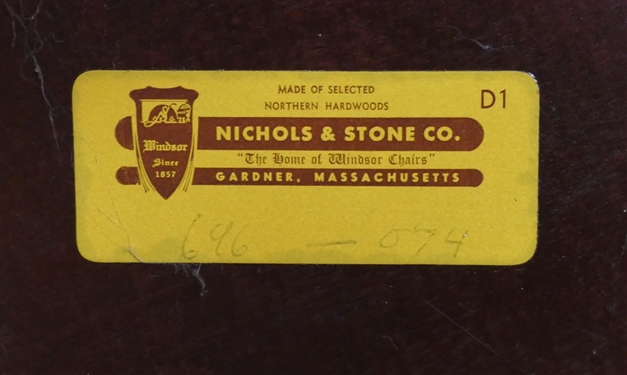 MADE OF SELECTED
NORTHERN HARDWOODS
D1
Windsor
Since
1857
NICHOLS & STONE CO.
"The Home of Windsor Chairs"
GARDNER, MASSACHUSETTS
696 — 074